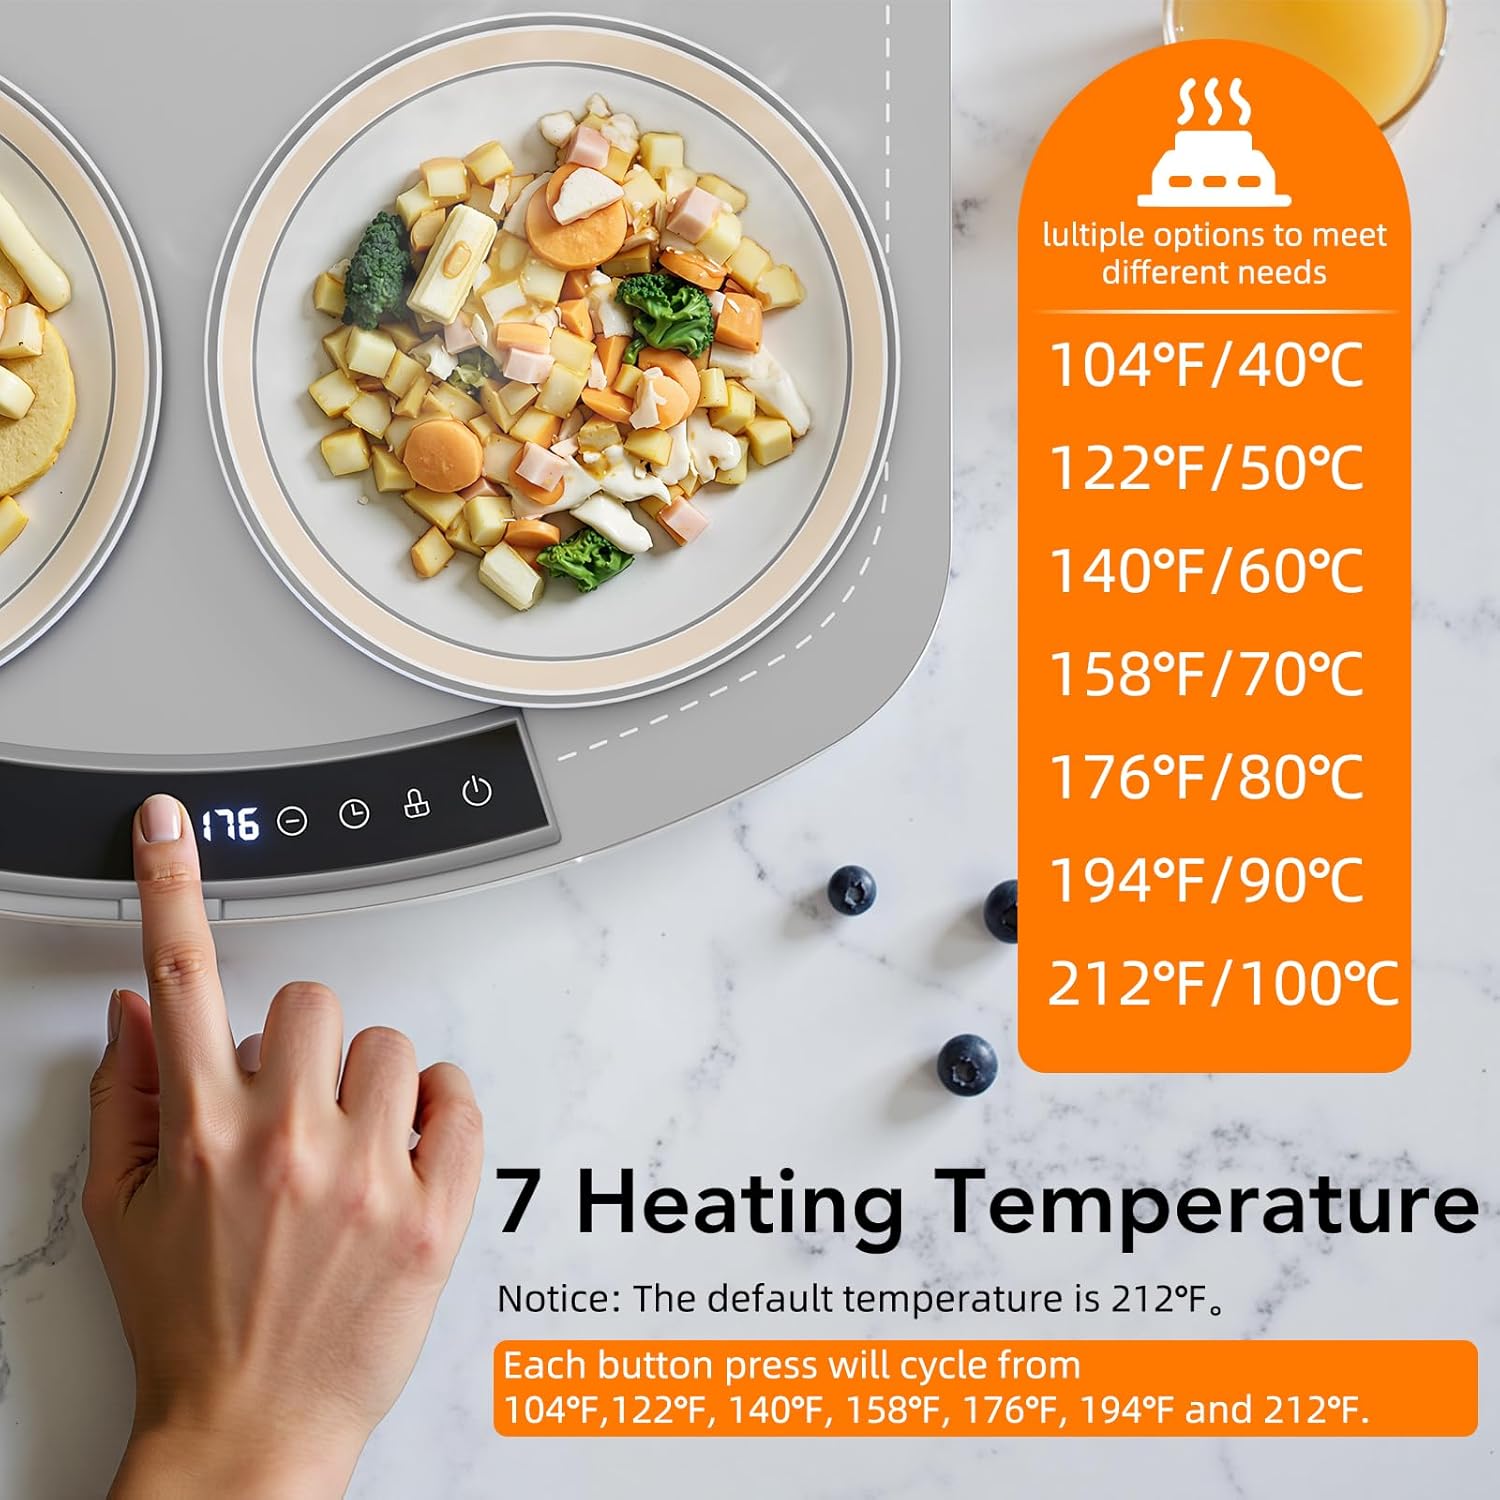 lultiple options to meet
different needs
104°F/40℃
122°F/50℃
140°F/60℃
158°F/70℃
176°F/80℃
194°F/90℃
212°F/100℃
176
7 Heating Temperature
Notice: The default temperature is 212°F。
Each button press will cycle from
104°F,122°F, 140°F, 158°F, 176°F, 194°F and 212°F.